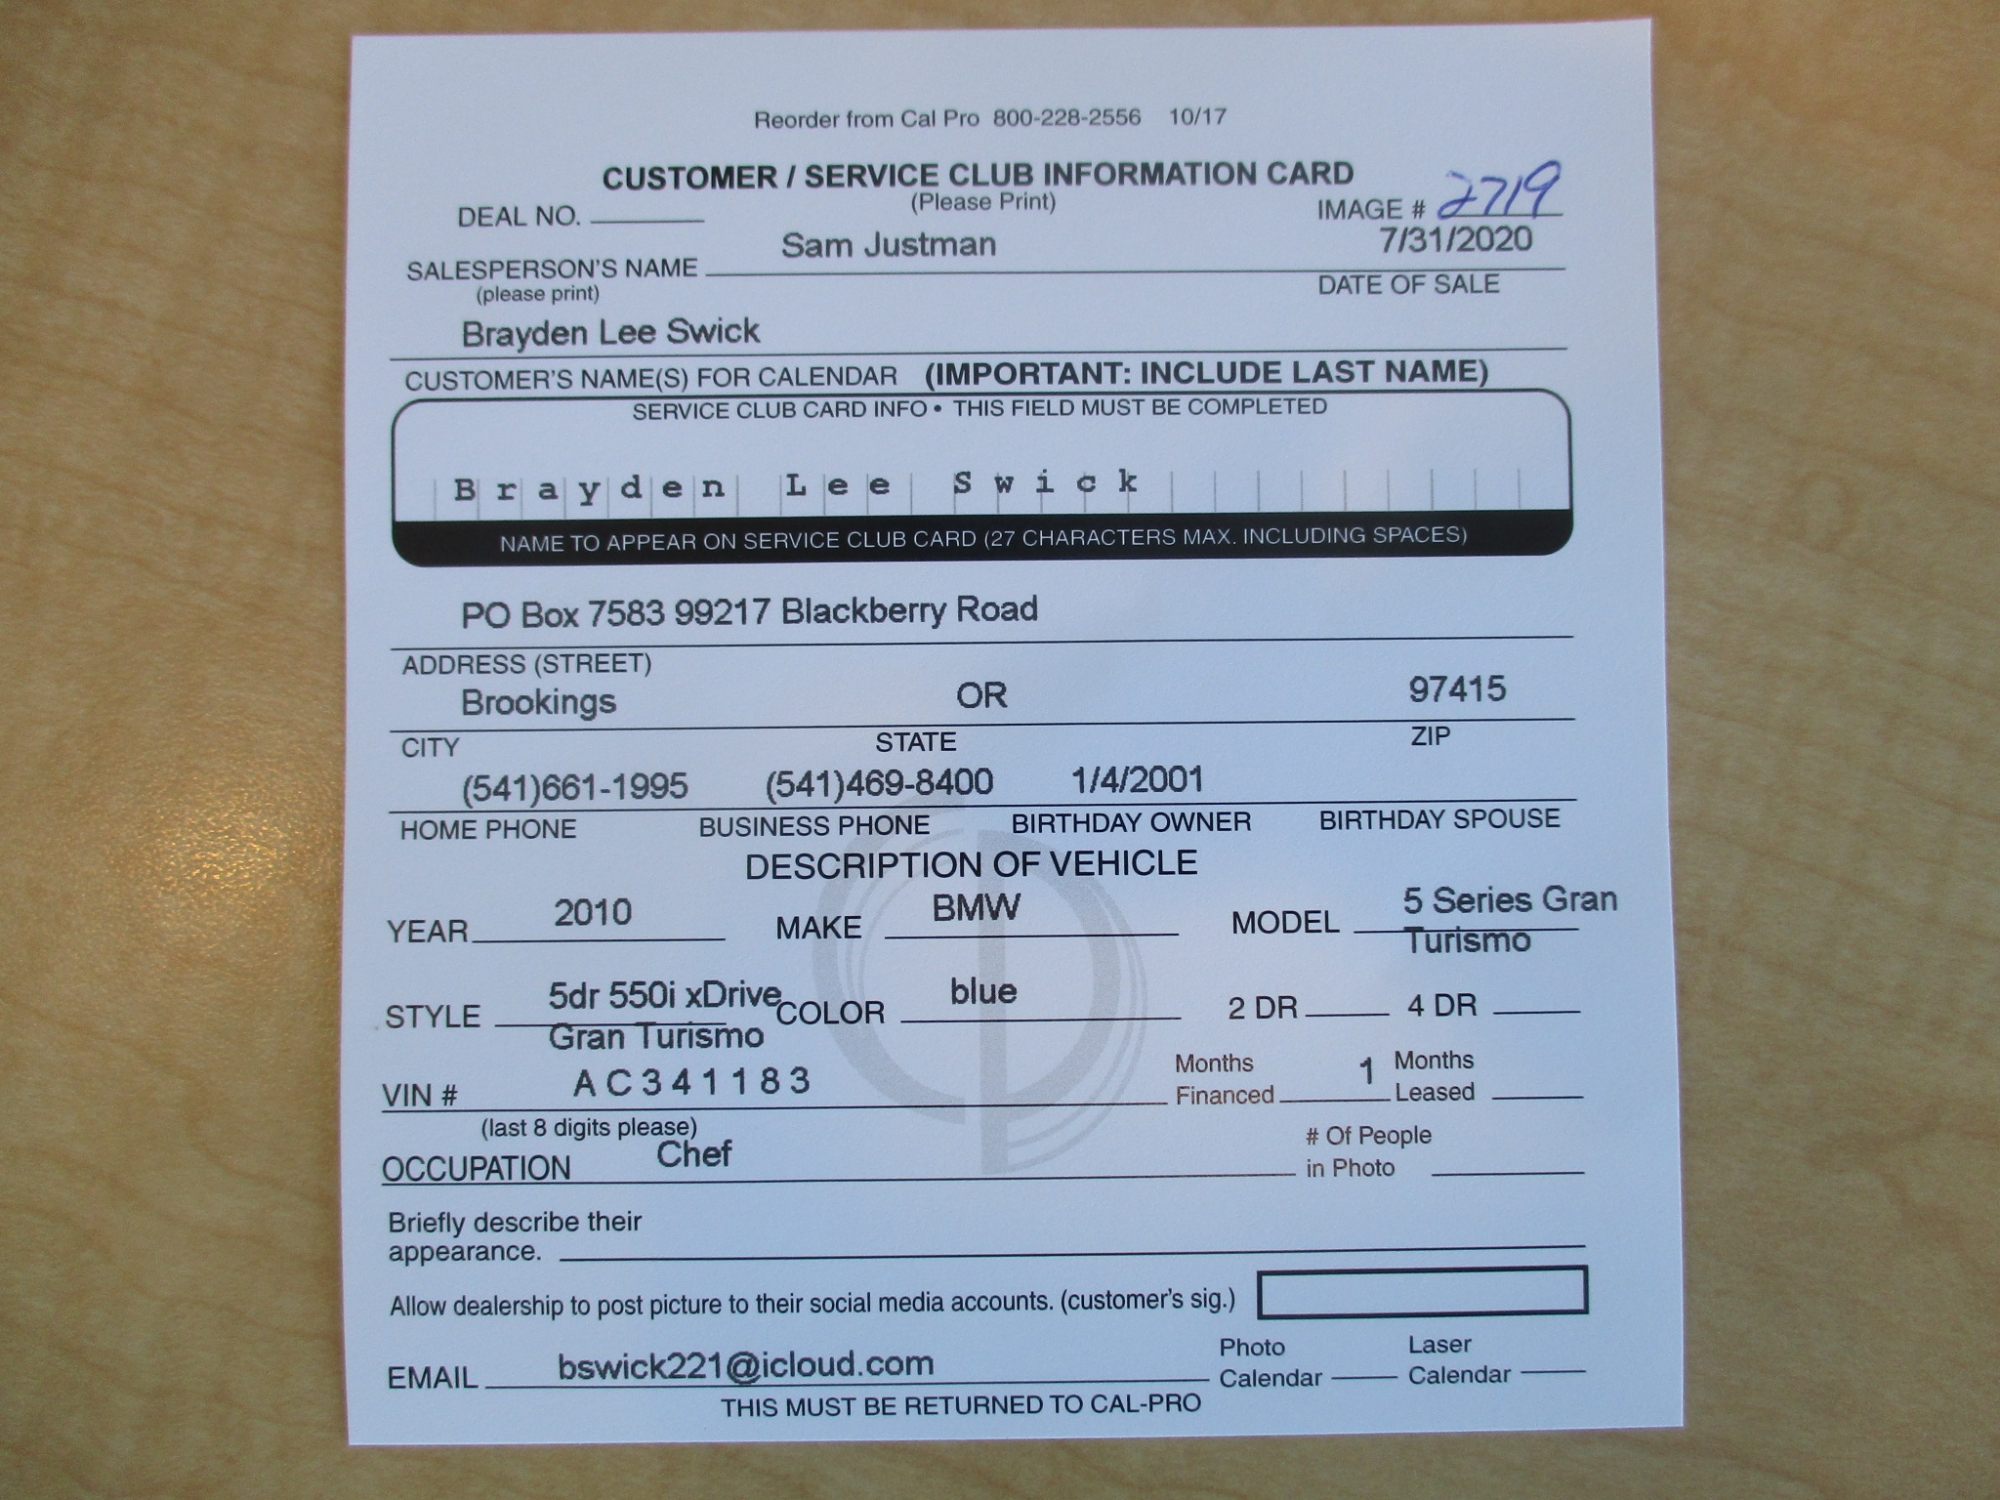 Reorder from Cal Pro 800-228-2556 10/17
CUSTOMER / SERVICE CLUB INFORMATION CARD
(Please Print)
DEAL NO. IMAGE # 2719
Sam Justman 7/31/2020
SALESPERSON'S NAME
(please print) DATE OF SALE
Brayden Lee Swick
CUSTOMER'S NAME(S) FOR CALENDAR (IMPORTANT: INCLUDE LAST NAME)
SERVICE CLUB CARD INFO • THIS FIELD MUST BE COMPLETED
Brayden Lee Swick
NAME TO APPEAR ON SERVICE CLUB CARD (27 CHARACTERS MAX. INCLUDING SPACES)
PO Box 7583 99217 Blackberry Road
ADDRESS (STREET)
Brookings OR 97415
CITY STATE ZIP
(541)661-1995 (541)469-8400 1/4/2001
HOME PHONE BUSINESS PHONE BIRTHDAY OWNER BIRTHDAY SPOUSE
DESCRIPTION OF VEHICLE
YEAR 2010 MAKE BMW MODEL 5 Series Gran
Turismo
STYLE 5dr 550i xDrive COLOR blue 2 DR 4 DR
Gran Turismo
VIN # AC341183 Months Financed 1 Months Leased
(last 8 digits please)
OCCUPATION Chef # Of People
in Photo
Briefly describe their
appearance.
Allow dealership to post picture to their social media accounts. (customer's sig.)
EMAIL bswick221@icloud.com Photo Calendar Laser Calendar
THIS MUST BE RETURNED TO CAL-PRO